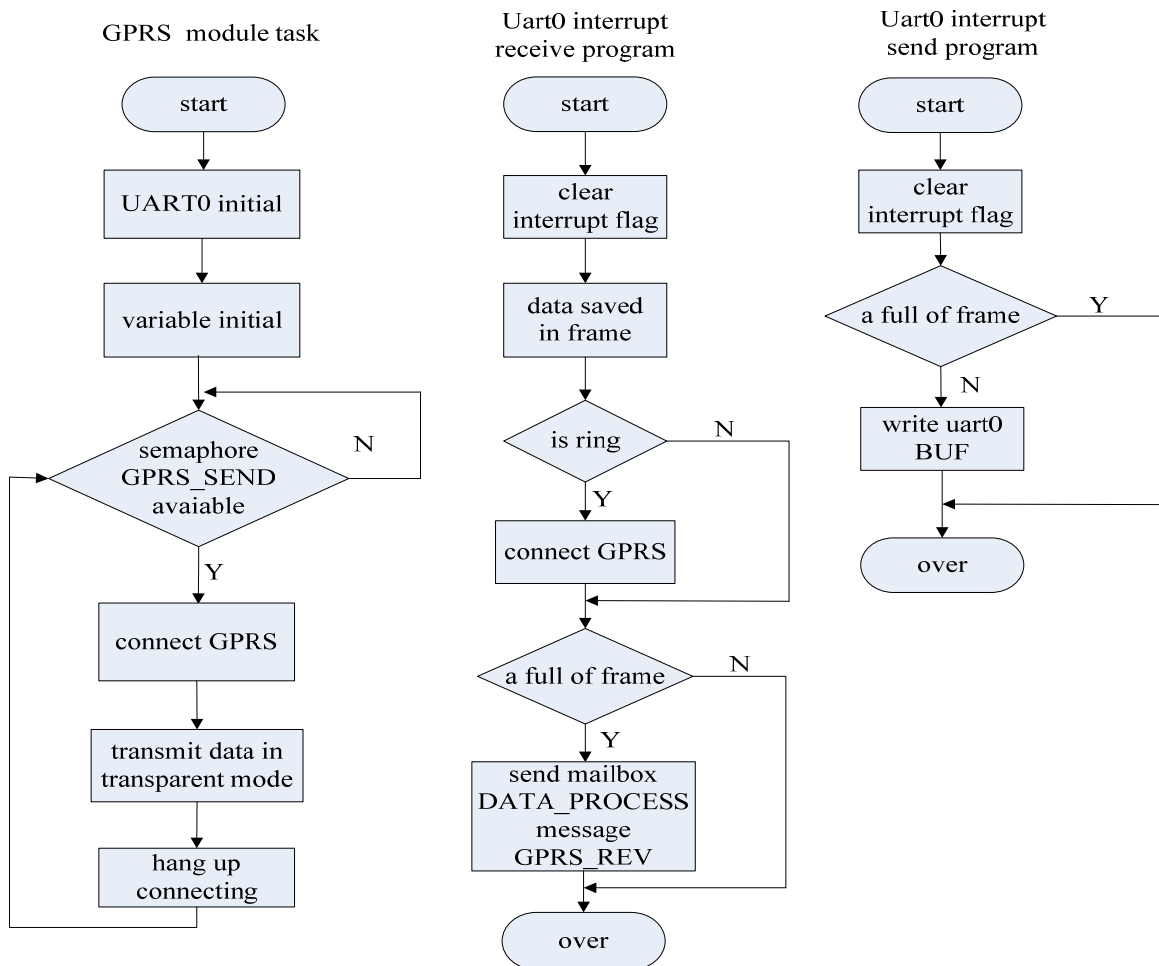 GPRS module task
start
UART0 initial
variable initial
semaphore
GPRS_SEND
avaiable
N
Y
connect GPRS
transmit data in
transparent mode
hang up
connecting
Uart0 interrupt
receive program
start
clear
interrupt flag
data saved
in frame
is ring
N
Y
connect GPRS
a full of frame
N
Y
send mailbox
DATA_PROCESS
message
GPRS_REV
over
Uart0 interrupt
send program
start
clear
interrupt flag
a full of frame
Y
N
write uart0
BUF
over